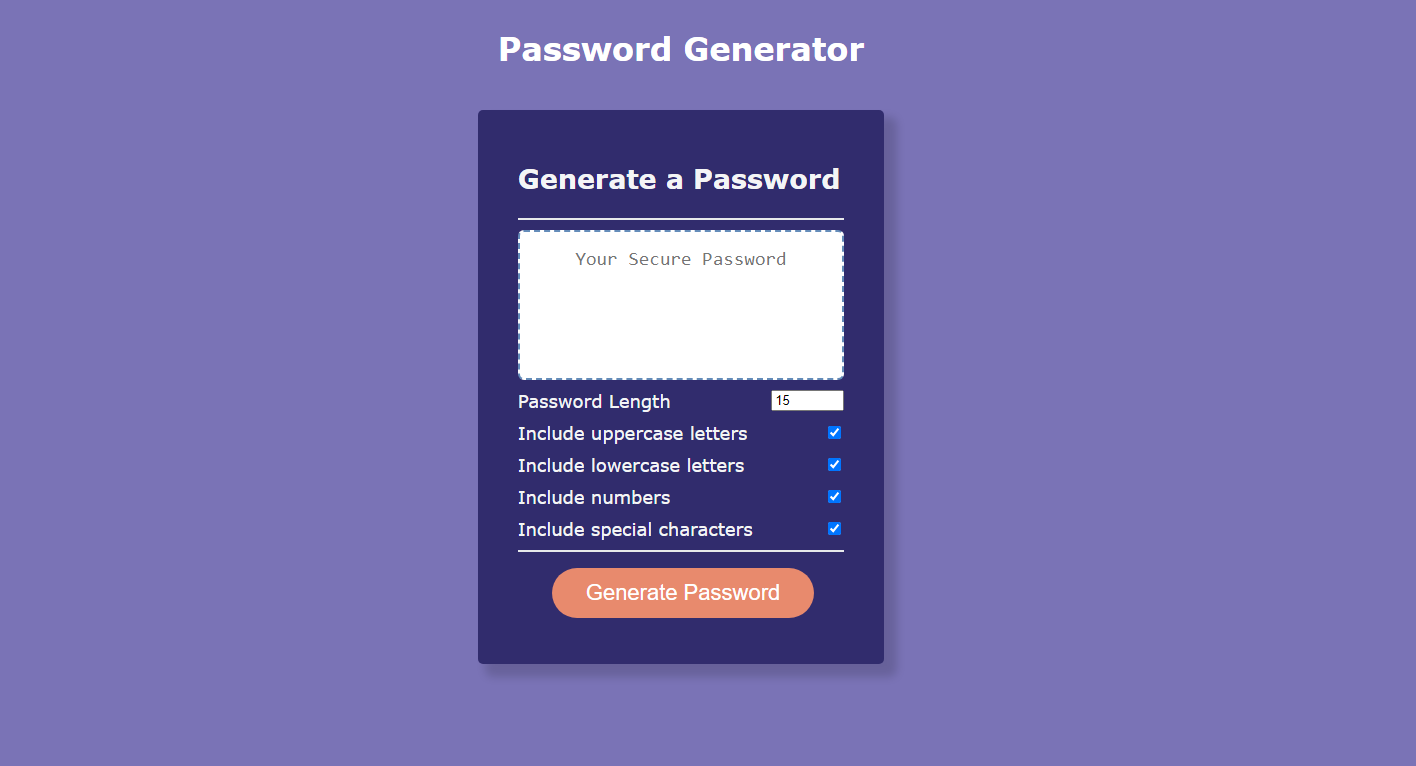 Password Generator
Generate a Password
Your Secure Password
Password Length 15
Include uppercase letters
Include lowercase letters
Include numbers
Include special characters
Generate Password